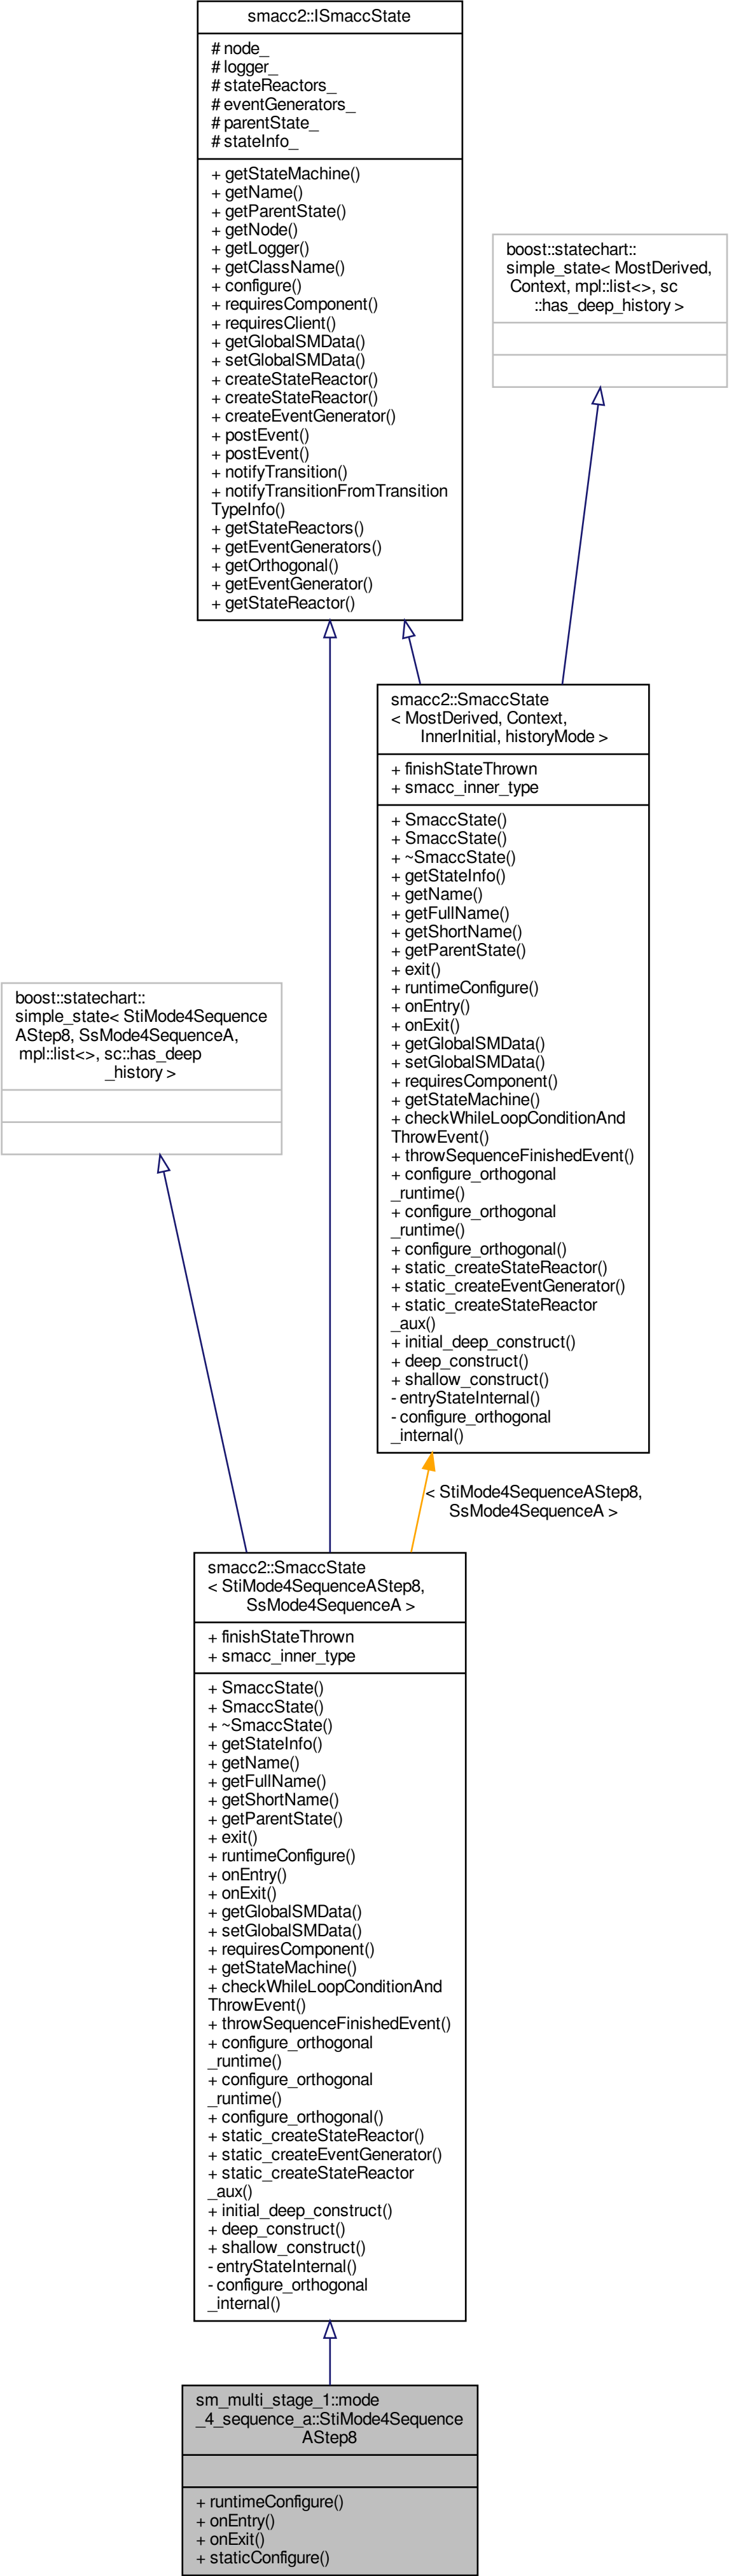 smacc2::ISmaccState
# node_
# logger_
# stateReactors_
# eventGenerators_
# parentState_
# stateInfo_
+ getStateMachine()
+ getName()
+ getParentState()
+ getNode()
+ getLogger()
+ getClassName()
+ configure()
+ requiresComponent()
+ requiresClient()
+ getGlobalSMData()
+ setGlobalSMData()
+ createStateReactor()
+ createStateReactor()
+ createEventGenerator()
+ postEvent()
+ postEvent()
+ notifyTransition()
+ notifyTransitionFromTransition
TypeInfo()
+ getStateReactors()
+ getEventGenerators()
+ getOrthogonal()
+ getEventGenerator()
+ getStateReactor()
boost::statechart::
simple_state< MostDerived,
Context, mpl::list<>, sc
::has_deep_history >
smacc2::SmaccState
< MostDerived, Context,
InnerInitial, historyMode >
+ finishStateThrown
+ smacc_inner_type
+ SmaccState()
+ SmaccState()
+ ~SmaccState()
+ getStateInfo()
+ getName()
+ getFullName()
+ getShortName()
+ getParentState()
+ exit()
+ runtimeConfigure()
+ onEntry()
+ onExit()
+ getGlobalSMData()
+ setGlobalSMData()
+ requiresComponent()
+ getStateMachine()
+ checkWhileLoopConditionAnd
ThrowEvent()
+ throwSequenceFinishedEvent()
+ configure_orthogonal
_runtime()
+ configure_orthogonal
_runtime()
+ configure_orthogonal()
+ static_createStateReactor()
+ static_createEventGenerator()
+ static_createStateReactor
_aux()
+ initial_deep_construct()
+ deep_construct()
+ shallow_construct()
- entryStateInternal()
- configure_orthogonal
_internal()
boost::statechart::
simple_state< StiMode4Sequence
AStep8, SsMode4SequenceA,
mpl::list<>, sc::has_deep
_history >
< StiMode4SequenceAStep8,
SsMode4SequenceA >
smacc2::SmaccState
< StiMode4SequenceAStep8,
SsMode4SequenceA >
+ finishStateThrown
+ smacc_inner_type
+ SmaccState()
+ SmaccState()
+ ~SmaccState()
+ getStateInfo()
+ getName()
+ getFullName()
+ getShortName()
+ getParentState()
+ exit()
+ runtimeConfigure()
+ onEntry()
+ onExit()
+ getGlobalSMData()
+ setGlobalSMData()
+ requiresComponent()
+ getStateMachine()
+ checkWhileLoopConditionAnd
ThrowEvent()
+ throwSequenceFinishedEvent()
+ configure_orthogonal
_runtime()
+ configure_orthogonal
_runtime()
+ configure_orthogonal()
+ static_createStateReactor()
+ static_createEventGenerator()
+ static_createStateReactor
_aux()
+ initial_deep_construct()
+ deep_construct()
+ shallow_construct()
- entryStateInternal()
- configure_orthogonal
_internal()
sm_multi_stage_1::mode
_4_sequence_a::StiMode4Sequence
AStep8
+ runtimeConfigure()
+ onEntry()
+ onExit()
+ staticConfigure()